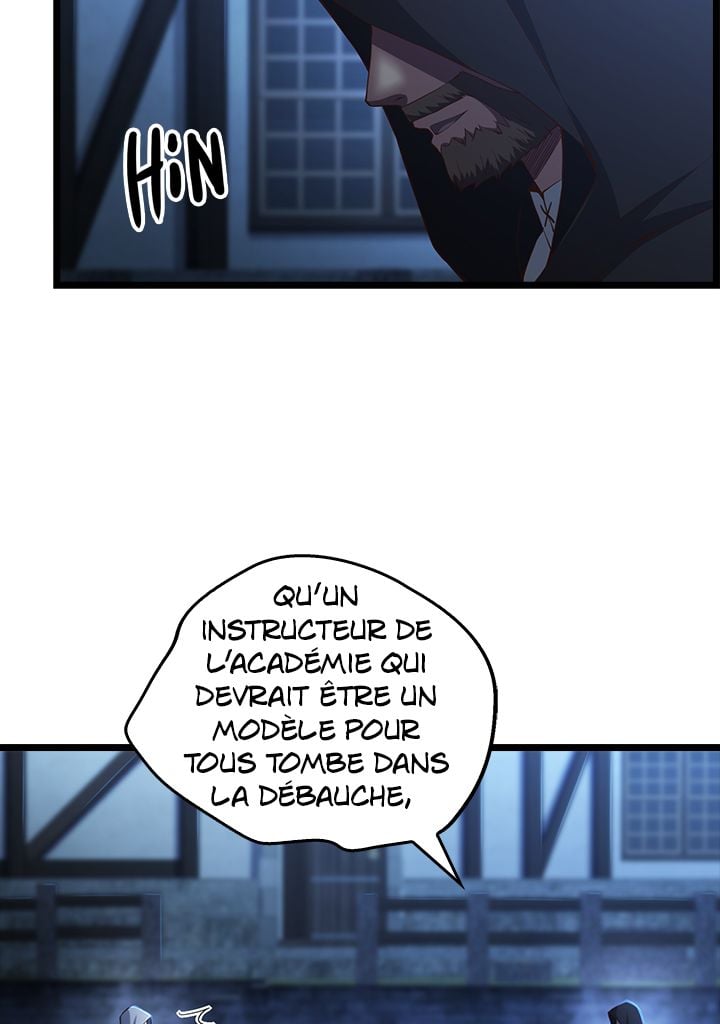 HIN
QU'UN
INSTRUCTEUR DE
L'ACADÉMIE QUI
DEVRAIT ÊTRE UN
MODÈLE POUR
TOUS TOMBE DANS
LA DÉBAUCHE,